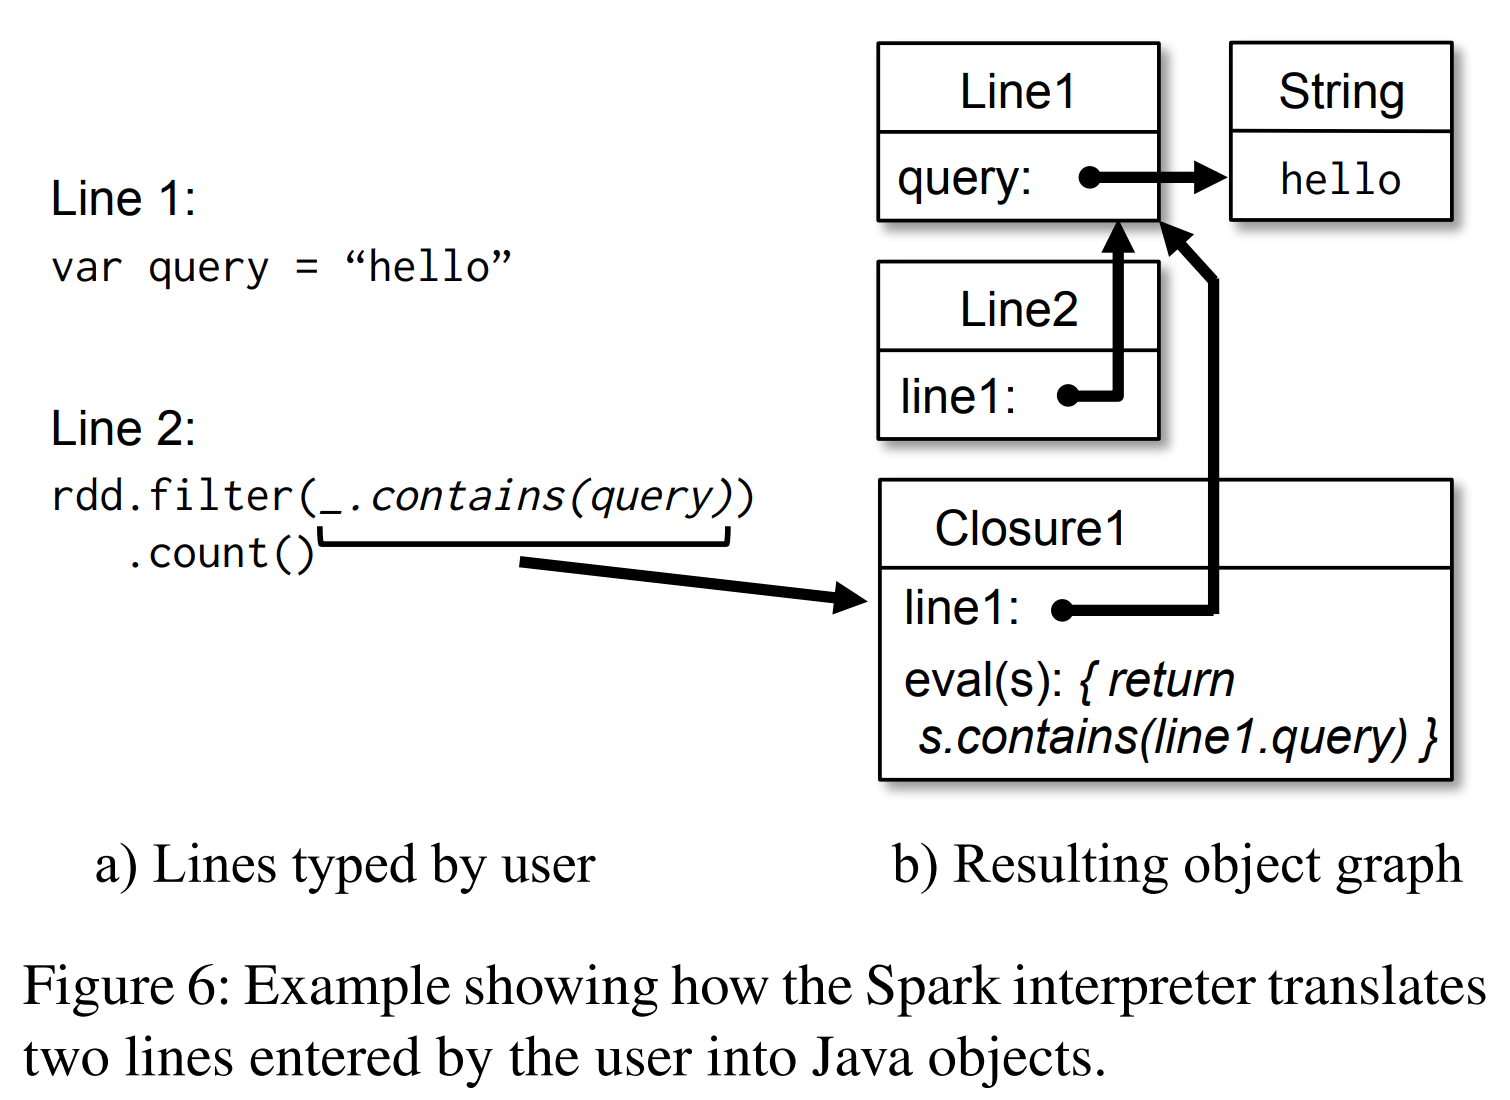 Line 1:
var query = “hello”
Line 2:
rdd.filter(_.contains(query))
.count()
a) Lines typed by user
Line1
query:
String
hello
Line2
line1:
Closure1
line1:
eval(s): { return
s.contains(line1.query) }
b) Resulting object graph
Figure 6: Example showing how the Spark interpreter translates
two lines entered by the user into Java objects.